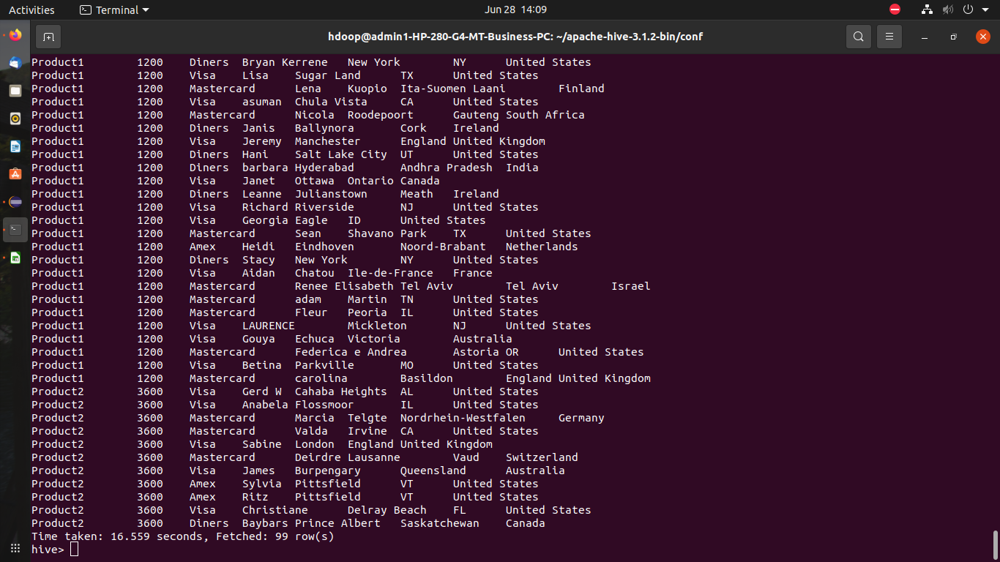 Activities Terminal Jun 28 14:09
hdoop@admin1-HP-280-G4-MT-Business-PC: ~/apache-hive-3.1.2-bin/conf
Product1 1200 Diners Bryan Kerrene New York NY United States
Product1 1200 Visa Lisa Sugar Land TX United States
Product1 1200 Mastercard Lena Kuopio Ita-Suomen Laani Finland
Product1 1200 Visa asuman Chula Vista CA United States
Product1 1200 Mastercard Nicola Roodepoort Gauteng South Africa
Product1 1200 Diners Janis Ballynora Cork Ireland
Product1 1200 Visa Jeremy Manchester England United Kingdom
Product1 1200 Diners Hani Salt Lake City UT United States
Product1 1200 Diners barbara Hyderabad Andhra Pradesh India
Product1 1200 Visa Janet Ottawa Ontario Canada
Product1 1200 Diners Leanne Julianstown Meath Ireland
Product1 1200 Visa Richard Riverside NJ United States
Product1 1200 Visa Georgia Eagle ID United States
Product1 1200 Mastercard Sean Shavano Park TX United States
Product1 1200 Amex Heidi Eindhoven Noord-Brabant Netherlands
Product1 1200 Diners Stacy New York NY United States
Product1 1200 Visa Aidan Chatou Ile-de-France France
Product1 1200 Mastercard Renee Elisabeth Tel Aviv Tel Aviv Israel
Product1 1200 Mastercard adam Martin TN United States
Product1 1200 Mastercard Fleur Peoria IL United States
Product1 1200 Visa LAURENCE Mickleton NJ United States
Product1 1200 Visa Gouya Echuca Victoria Australia
Product1 1200 Mastercard Federica e Andrea Astoria OR United States
Product1 1200 Visa Betina Parkville MO United States
Product1 1200 Mastercard carolina Basildon England United Kingdom
Product2 3600 Visa Gerd W Cahaba Heights AL United States
Product2 3600 Visa Anabela Flossmoor IL United States
Product2 3600 Mastercard Marcia Telgte Nordrhein-Westfalen Germany
Product2 3600 Mastercard Valda Irvine CA United States
Product2 3600 Visa Sabine London England United Kingdom
Product2 3600 Mastercard Deirdre Lausanne Vaud Switzerland
Product2 3600 Visa James Burpengary Queensland Australia
Product2 3600 Amex Sylvia Pittsfield VT United States
Product2 3600 Amex Ritz Pittsfield VT United States
Product2 3600 Visa Christiane Delray Beach FL United States
Product2 3600 Diners Baybars Prince Albert Saskatchewan Canada
Time taken: 16.559 seconds, Fetched: 99 row(s)
hive>